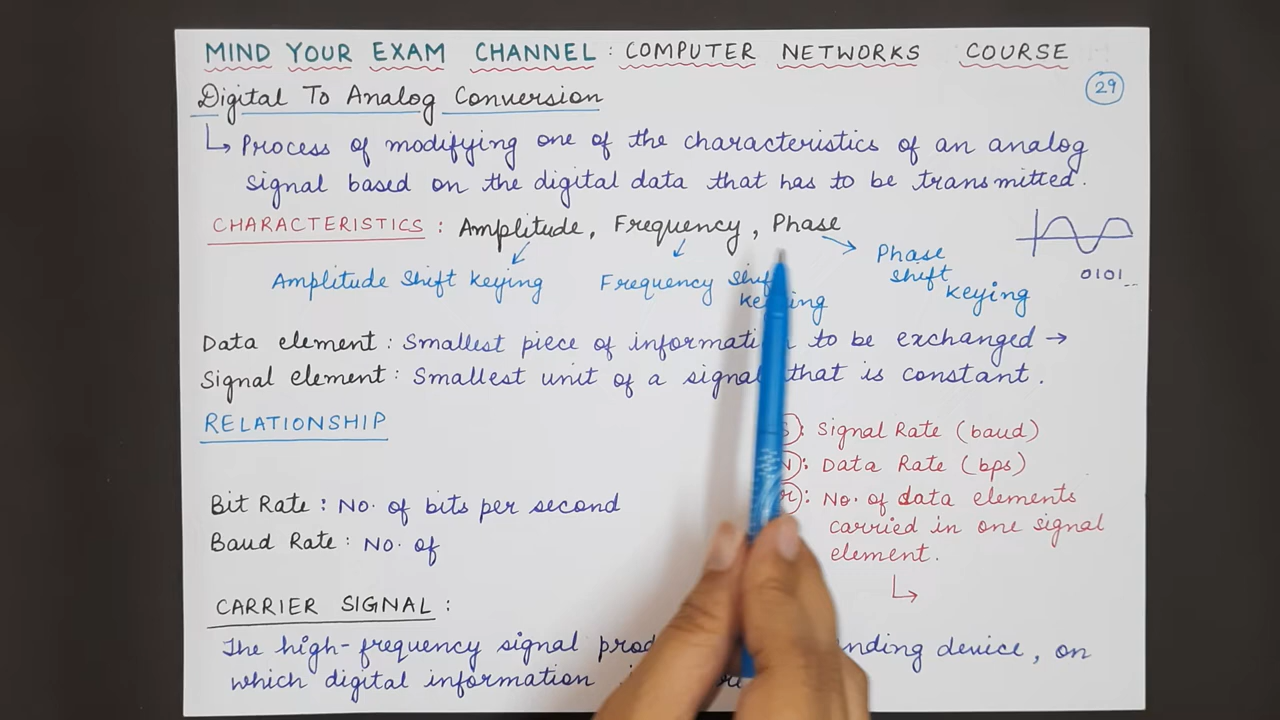 MIND YOUR EXAM CHANNEL : COMPUTER NETWORKS COURSE
Digital To Analog Conversion
29
Process of modifying one of the characteristics of an analog
signal based on the digital data that has to be transmitted.
CHARACTERISTICS : Amplitude, Frequency, Phase
Amplitude Shift Keying
Frequency Shift
Keying
Phase
Shift
Keying
0101
Data element : Smallest piece of to be exchanged →
Signal element : Smallest unit of a signal that is constant.
RELATIONSHIP
: Signal Rate (baud)
: Data Rate (bps)
: No. of data elements
carried in one signal
element.
Bit Rate : No. of bits per second
Baud Rate : No. of
CARRIER SIGNAL :
The high-frequency signal device, on
which digital information